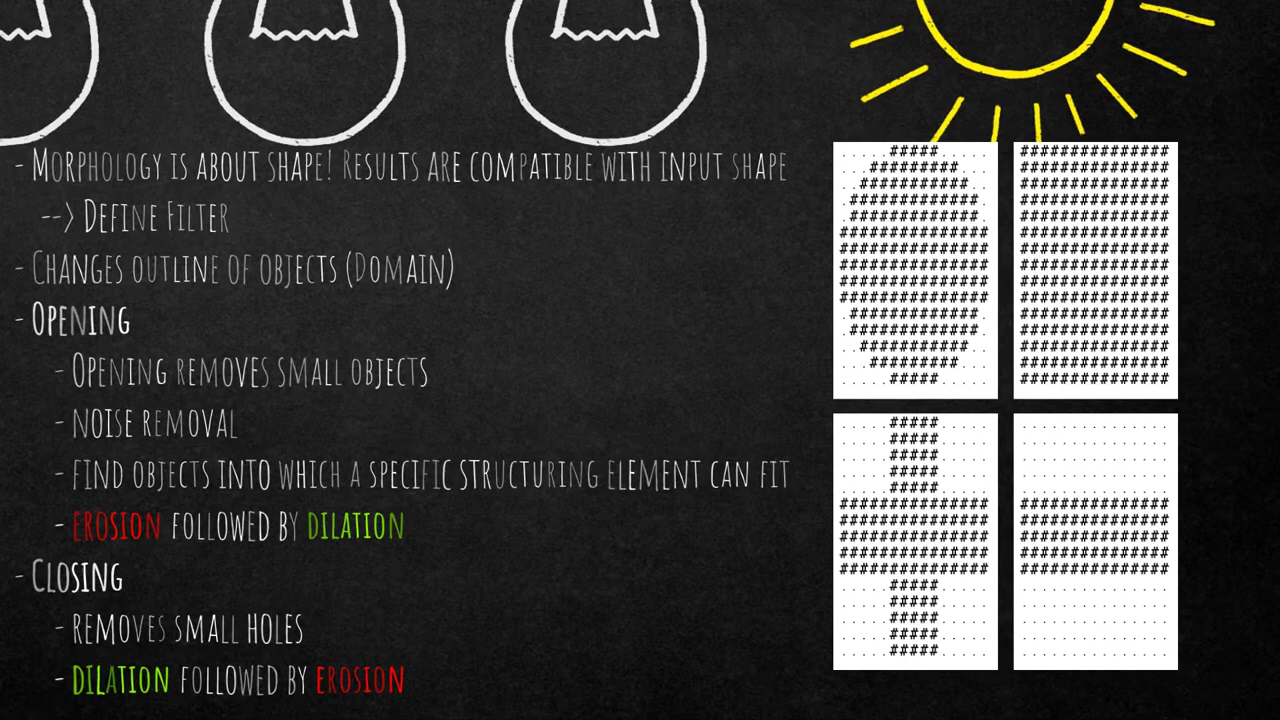 - MORPHOLOGY IS ABOUT SHAPE! RESULTS ARE COMPATIBLE WITH INPUT SHAPE
--> DEFINE FILTER
- CHANGES OUTLINE OF OBJECTS (DOMAIN)
- OPENING
- OPENING REMOVES SMALL OBJECTS
- NOISE REMOVAL
- FIND OBJECTS INTO WHICH A SPECIFIC STRUCTURING ELEMENT CAN FIT
- EROSION FOLLOWED BY DILATION
- CLOSING
- REMOVES SMALL HOLES
- DILATION FOLLOWED BY EROSION